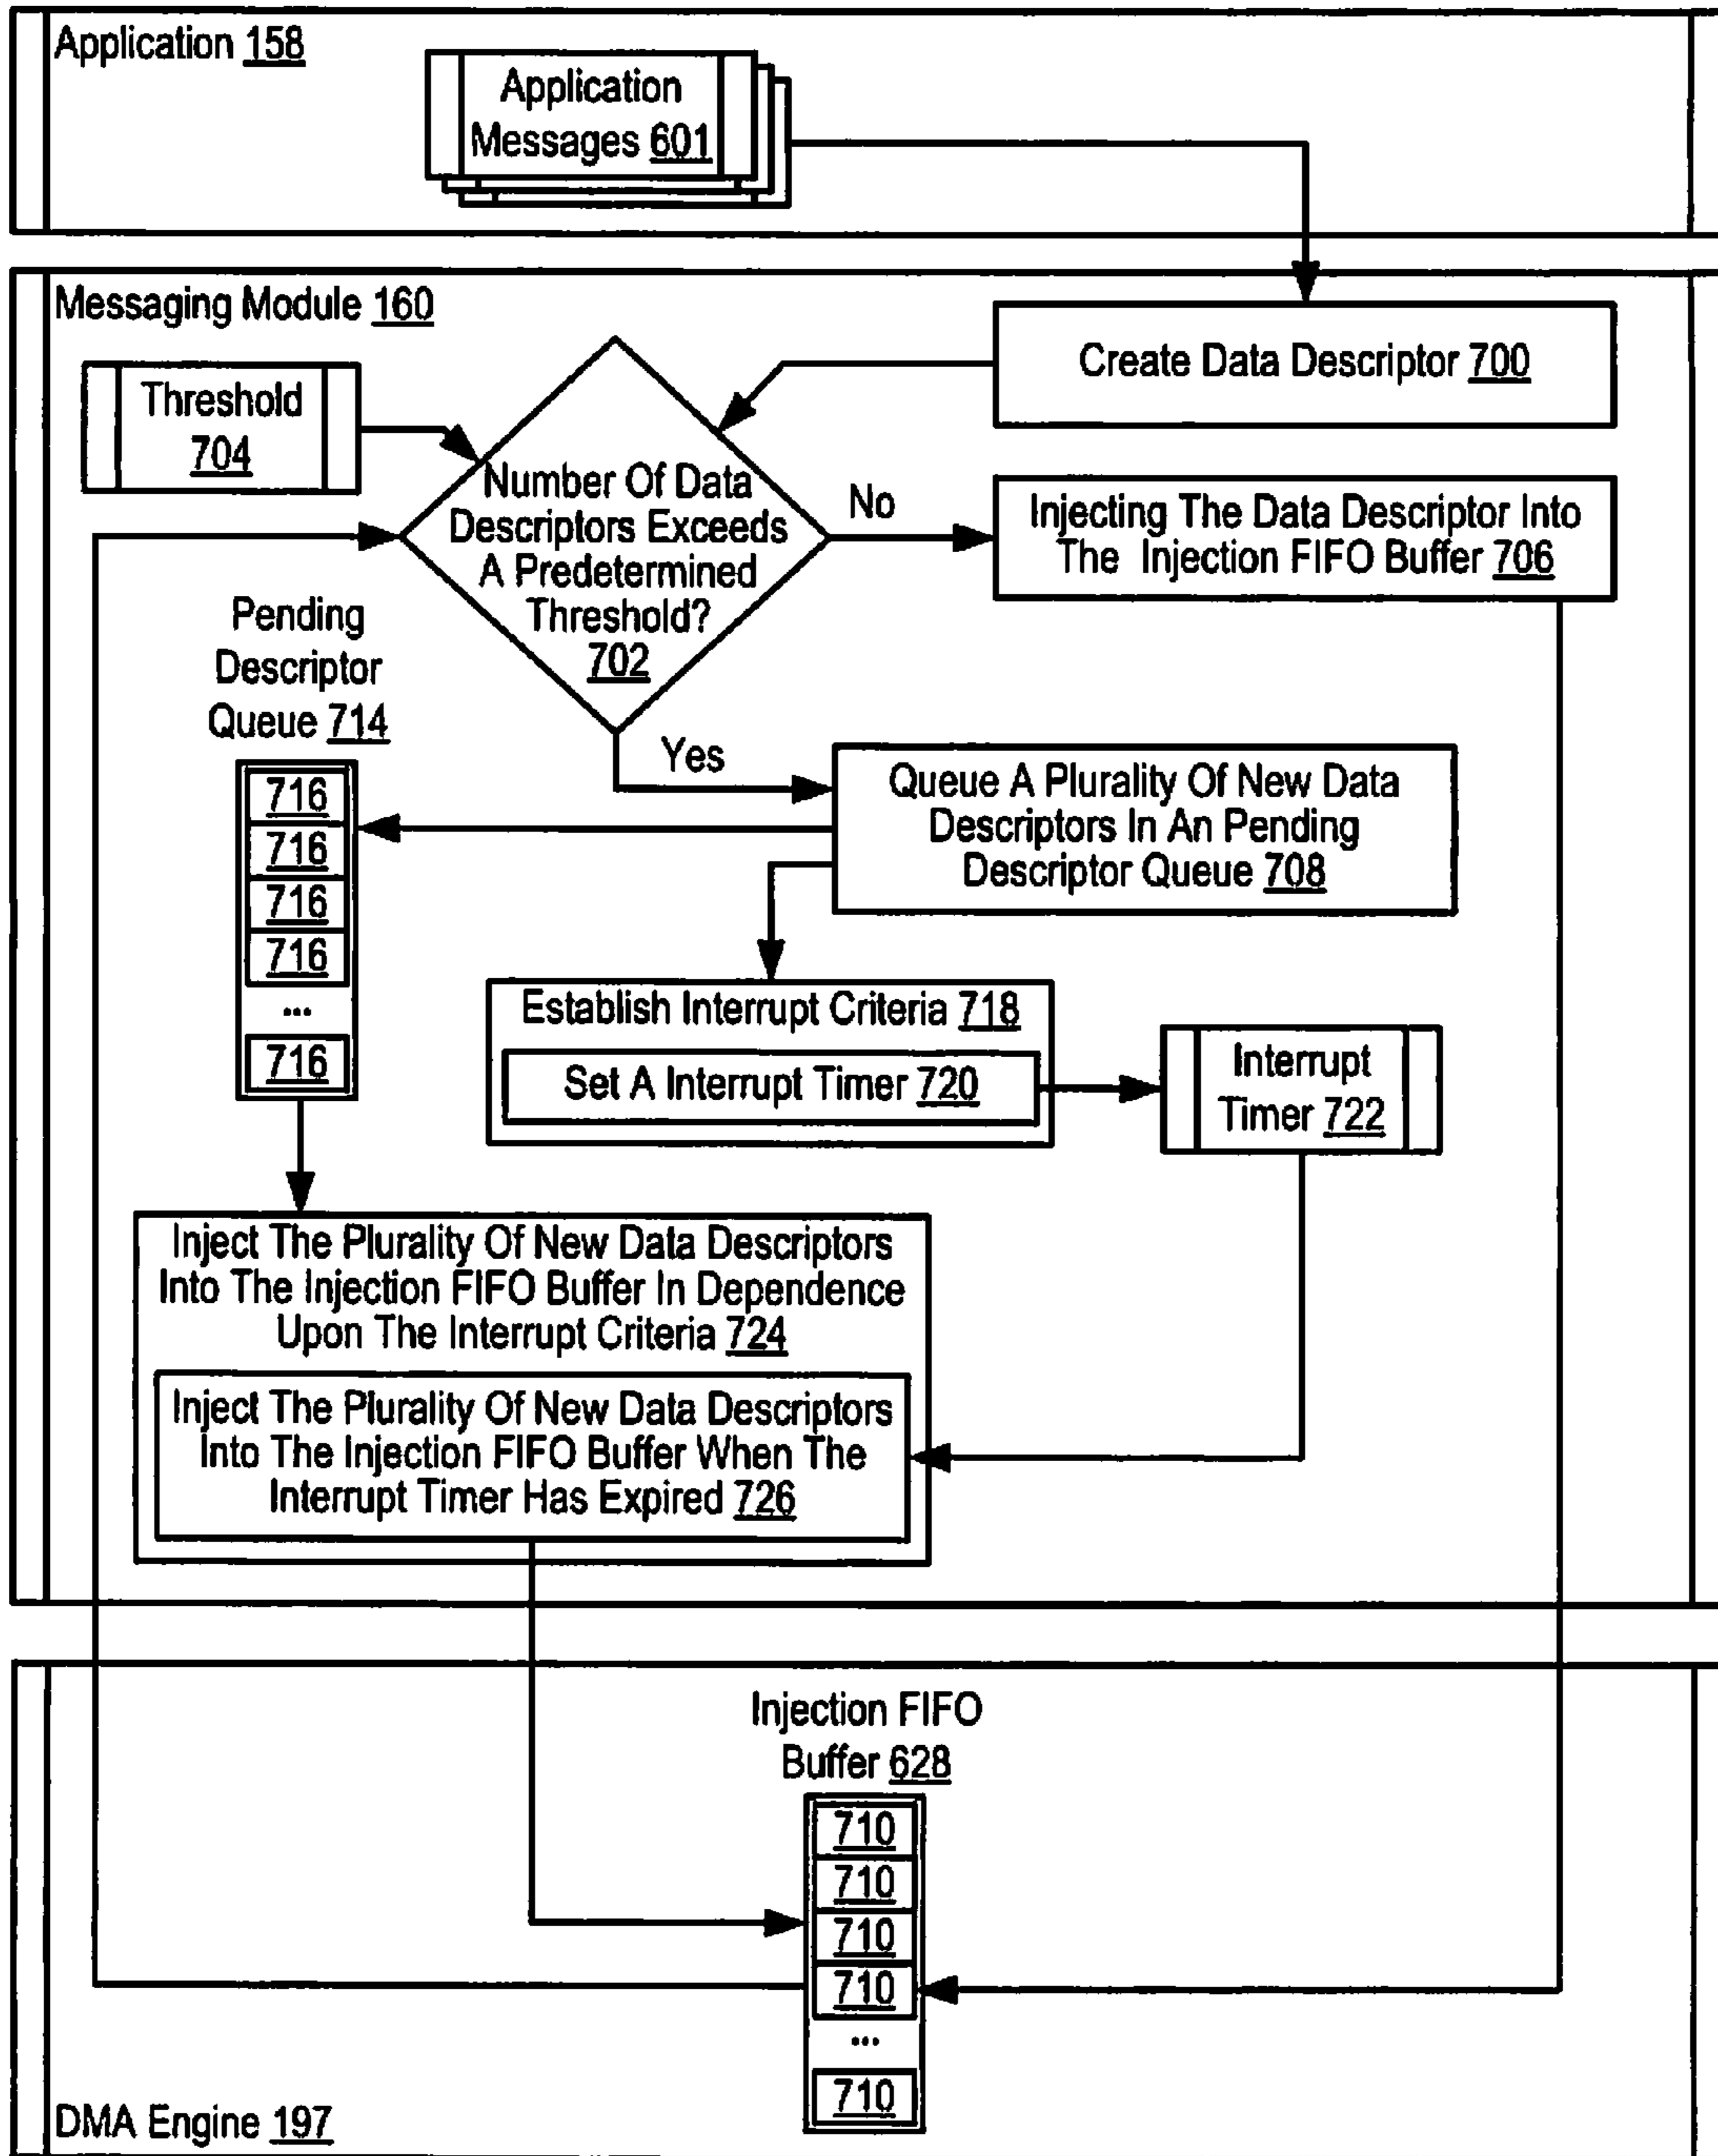 Application 158
Application
Messages 601
Messaging Module 160
Create Data Descriptor 700
Threshold
704
Number Of Data
Descriptors Exceeds
A Predetermined
Threshold?
702
No
Injecting The Data Descriptor Into
The Injection FIFO Buffer 706
Pending
Descriptor
Queue 714
Yes
Queue A Plurality Of New Data
Descriptors In An Pending
Descriptor Queue 708
716
716
716
716
...
716
Establish Interrupt Criteria 718
Set A Interrupt Timer 720
Interrupt
Timer 722
Inject The Plurality Of New Data Descriptors
Into The Injection FIFO Buffer In Dependence
Upon The Interrupt Criteria 724
Inject The Plurality Of New Data Descriptors
Into The Injection FIFO Buffer When The
Interrupt Timer Has Expired 726
Injection FIFO
Buffer 628
710
710
710
710
...
710
DMA Engine 197